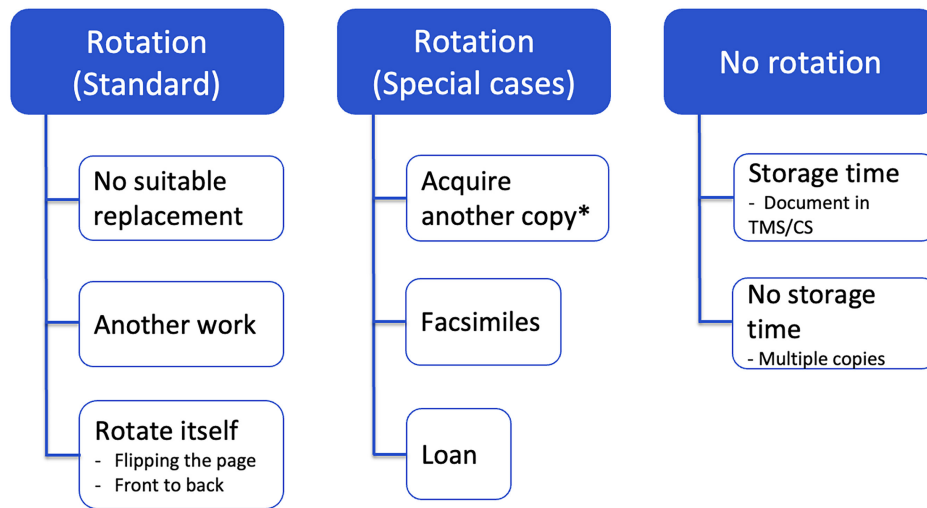 Rotation
(Standard)
No suitable
replacement
Another work
Rotate itself
- Flipping the page
- Front to back
Rotation
(Special cases)
Acquire
another copy*
Facsimiles
Loan
No rotation
Storage time
- Document in
TMS/CS
No storage
time
- Multiple copies